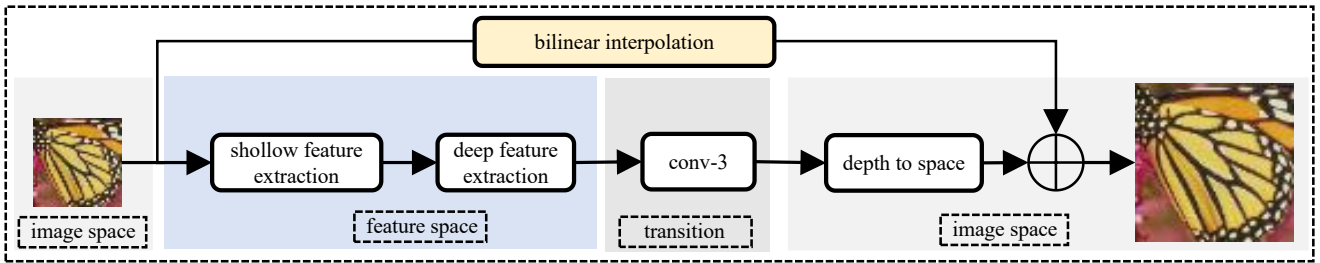 bilinear interpolation
shollow feature
extraction
deep feature
extraction
conv-3
depth to space
image space
feature space
transition
image space